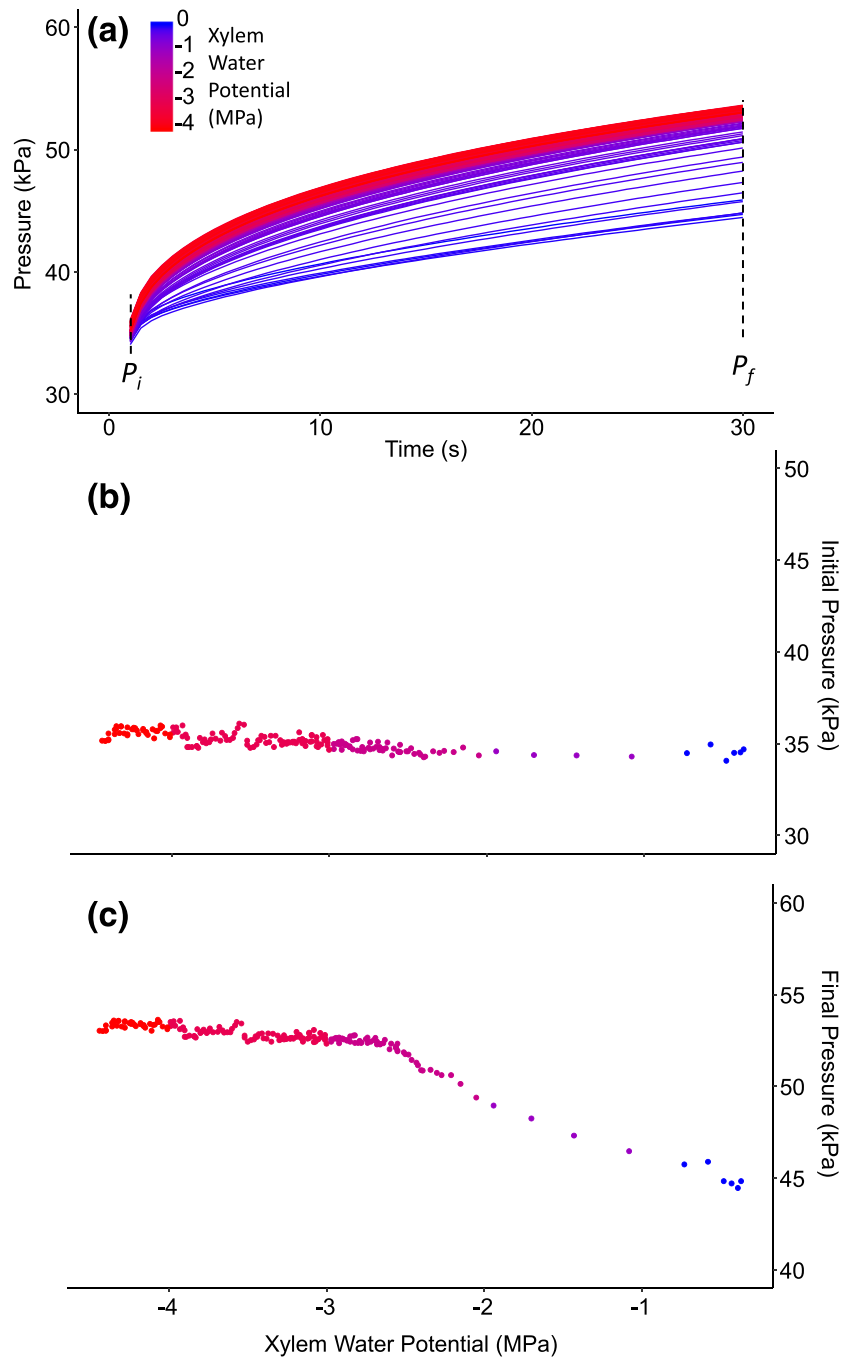 (a)
60
50
40
30
Pressure (kPa)
0
-1
-2
-3
-4
Xylem
Water
Potential
(MPa)
Pi
Pf
0
10
20
30
Time (s)
(b)
50
45
40
35
30
Initial Pressure
(kPa)
(c)
60
55
50
45
40
Final Pressure
(kPa)
-4
-3
-2
-1
Xylem Water Potential (MPa)